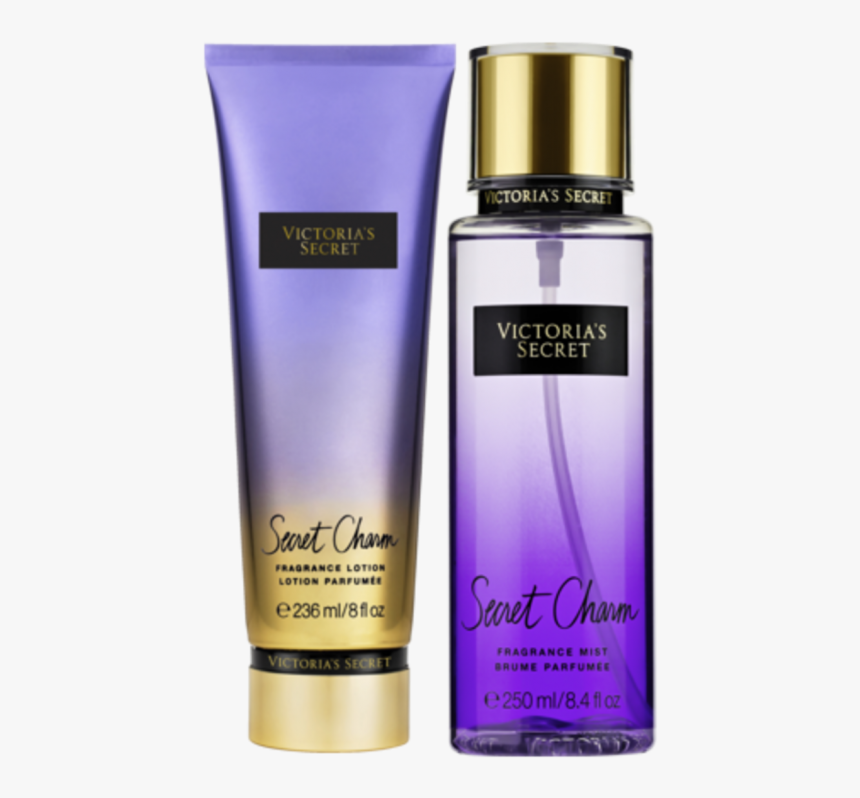 VICTORIA'S
SECRET
Secret Charm
FRAGRANCE LOTION
LOTION PARFUMÉE
℮ 236 ml/8 fl oz
VICTORIA'S SECRET
VICTORIA'S SECRET
VICTORIA'S
SECRET
Secret Charm
FRAGRANCE MIST
BRUME PARFUMÉE
℮ 250 ml/8.4 fl oz